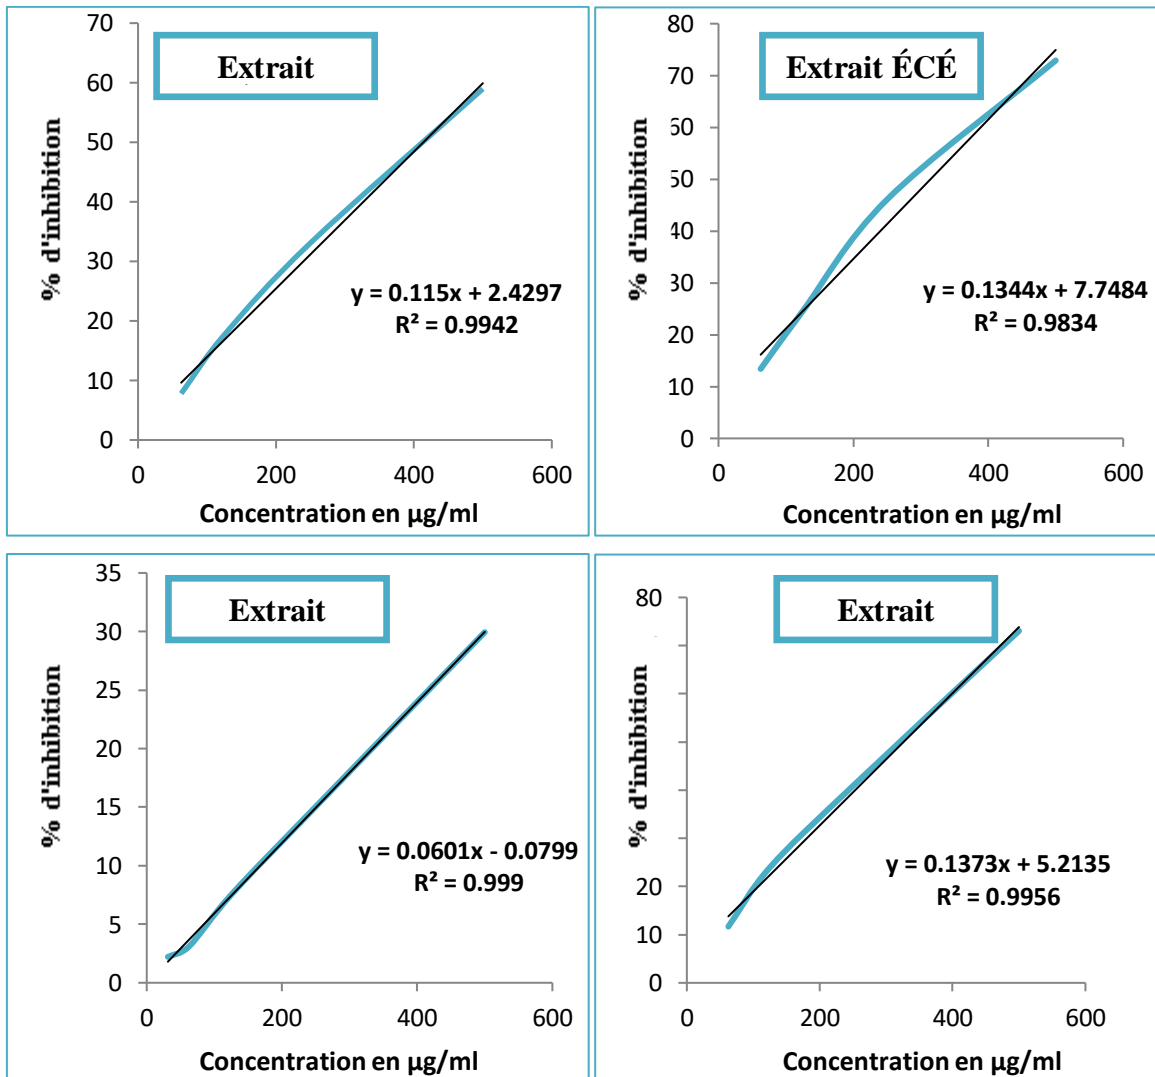 70
60
50
40
30
20
10
0
% d'inhibition
Extrait
y = 0.115x + 2.4297
R² = 0.9942
0 200 400 600
Concentration en µg/ml
80
70
60
50
40
30
20
10
0
% d'inhibition
Extrait ÉCÉ
y = 0.1344x + 7.7484
R² = 0.9834
0 200 400 600
Concentration en µg/ml
35
30
25
20
15
10
5
0
% d'inhibition
Extrait
y = 0.0601x - 0.0799
R² = 0.999
0 200 400 600
Concentration en µg/ml
80
20
10
0
% d'inhibition
Extrait
y = 0.1373x + 5.2135
R² = 0.9956
0 200 400 600
Concentration en µg/ml